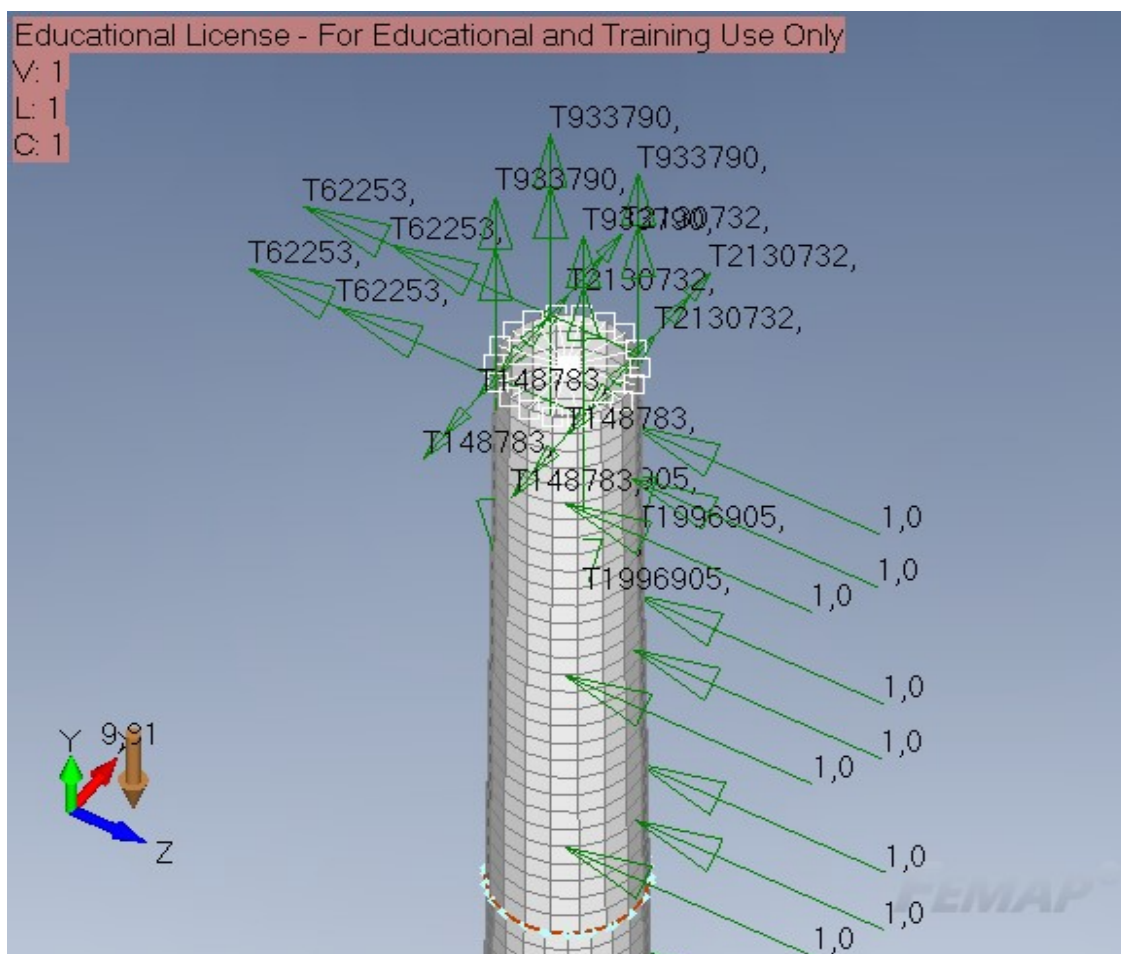 Educational License - For Educational and Training Use Only
V: 1
L: 1
C: 1
T933790,
T933790,
T933790,
T62253,
T933790,
T2130732,
T62253,
T62253,
T2130732,
T2130732,
T62253,
T2130732,
T148783,
T148783,
T148783,
T148783,
905,
T1996905,
1,0
1,0
T1996905,
1,0
1,0
Y
1,0
1,0
Z
1,0
1,0
1,0
FEMAP